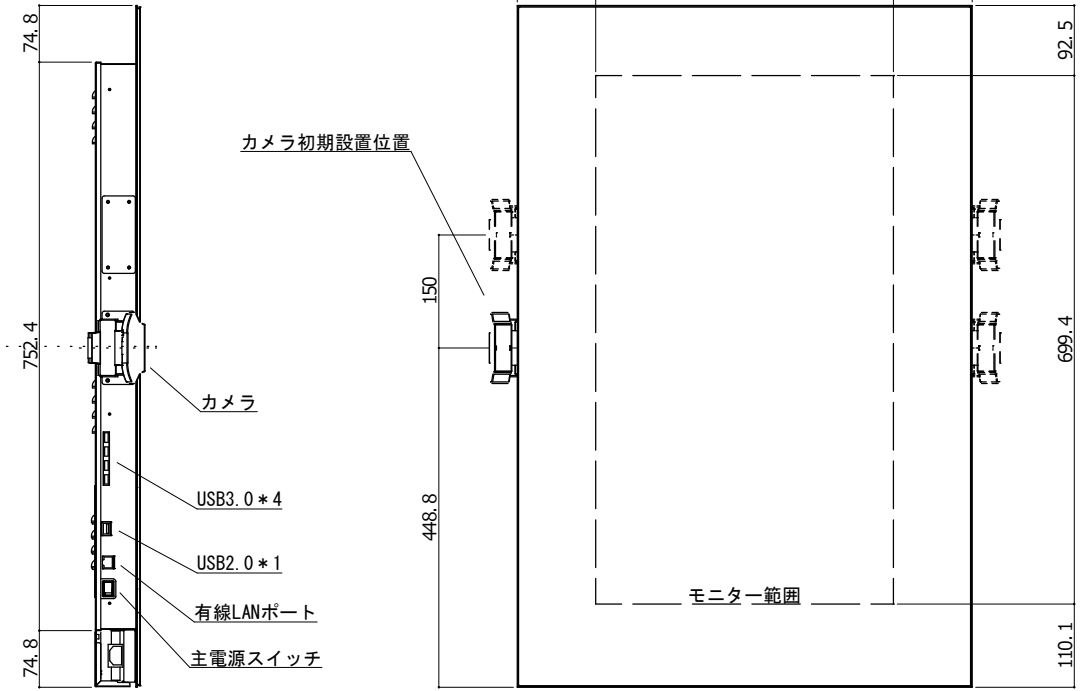 74.8
92.5
カメラ初期設置位置
150
752.4
699.4
カメラ
USB3.0*4
448.8
USB2.0*1
モニター範囲
有線LANポート
主電源スイッチ
74.8
110.1